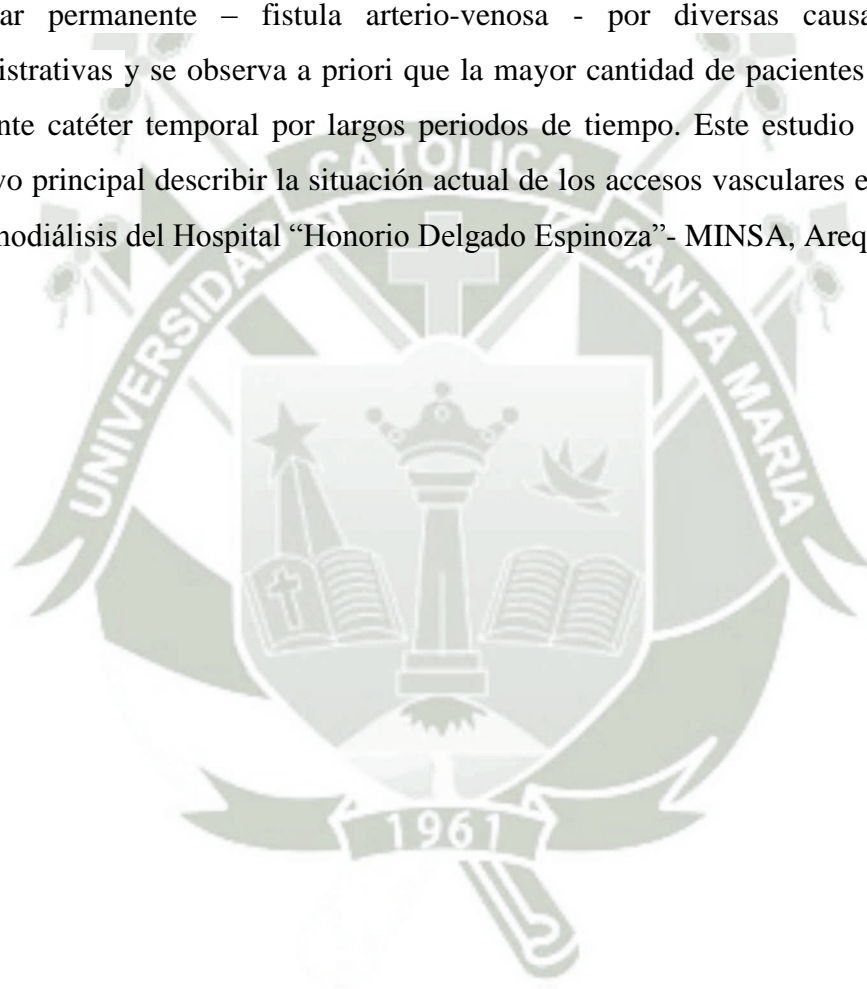 ar permanente – fistula arterio-venosa - por diversas causa
istrativas y se observa a priori que la mayor cantidad de pacientes
nte catéter temporal por largos periodos de tiempo. Este estudio
vo principal describir la situación actual de los accesos vasculares e
nodiálisis del Hospital “Honorio Delgado Espinoza”- MINSA, Areq
UNIVERSIDAD CATOLICA SANTA MARIA
1961